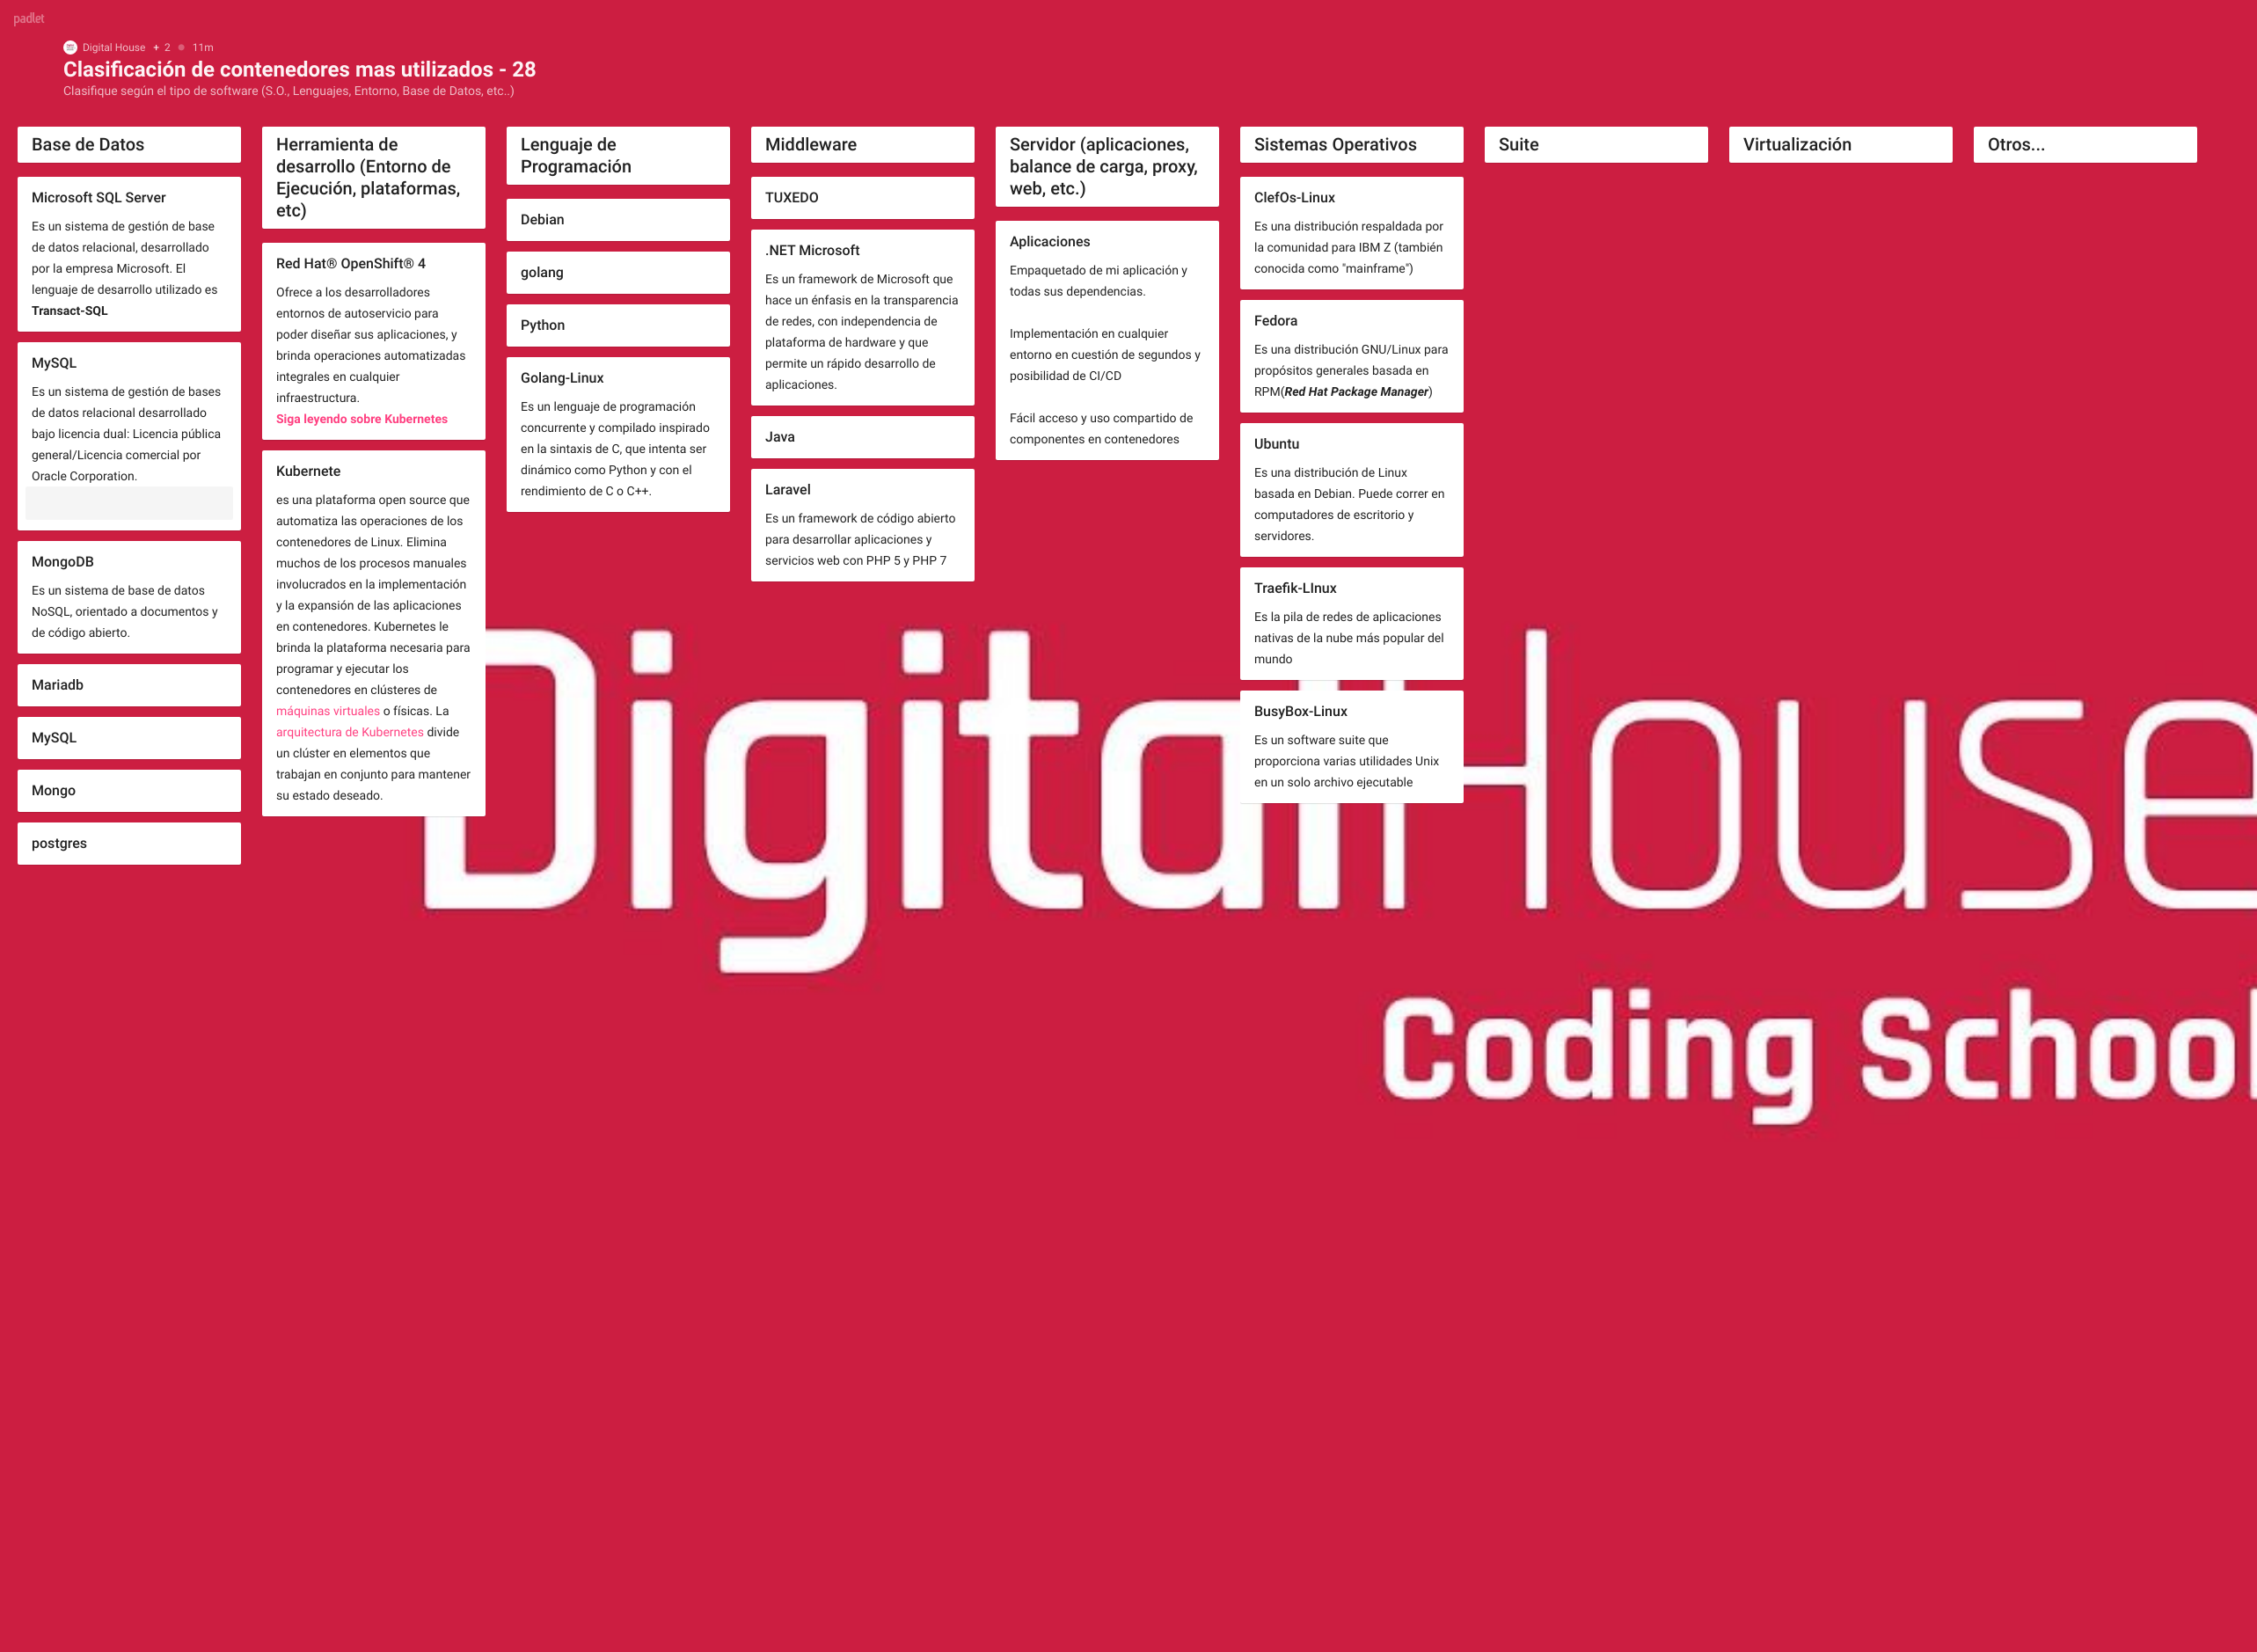 padlet
Digital House + 2 11m
Clasificación de contenedores mas utilizados - 28
Clasifique según el tipo de software (S.O., Lenguajes, Entorno, Base de Datos, etc..)
Base de Datos
Microsoft SQL Server
Es un sistema de gestión de base
de datos relacional, desarrollado
por la empresa Microsoft. El
lenguaje de desarrollo utilizado es
Transact-SQL
MySQL
Es un sistema de gestión de bases
de datos relacional desarrollado
bajo licencia dual: Licencia pública
general/Licencia comercial por
Oracle Corporation.
MongoDB
Es un sistema de base de datos
NoSQL, orientado a documentos y
de código abierto.
Mariadb
MySQL
Mongo
postgres
Herramienta de
desarrollo (Entorno de
Ejecución, plataformas,
etc)
Red Hat® OpenShift® 4
Ofrece a los desarrolladores
entornos de autoservicio para
poder diseñar sus aplicaciones, y
brinda operaciones automatizadas
integrales en cualquier
infraestructura.
Siga leyendo sobre Kubernetes
Kubernete
es una plataforma open source que
automatiza las operaciones de los
contenedores de Linux. Elimina
muchos de los procesos manuales
involucrados en la implementación
y la expansión de las aplicaciones
en contenedores. Kubernetes le
brinda la plataforma necesaria para
programar y ejecutar los
contenedores en clústeres de
máquinas virtuales o físicas. La
arquitectura de Kubernetes divide
un clúster en elementos que
trabajan en conjunto para mantener
su estado deseado.
Lenguaje de
Programación
Debian
golang
Python
Golang-Linux
Es un lenguaje de programación
concurrente y compilado inspirado
en la sintaxis de C, que intenta ser
dinámico como Python y con el
rendimiento de C o C++.
Middleware
TUXEDO
.NET Microsoft
Es un framework de Microsoft que
hace un énfasis en la transparencia
de redes, con independencia de
plataforma de hardware y que
permite un rápido desarrollo de
aplicaciones.
Java
Laravel
Es un framework de código abierto
para desarrollar aplicaciones y
servicios web con PHP 5 y PHP 7
Servidor (aplicaciones,
balance de carga, proxy,
web, etc.)
Aplicaciones
Empaquetado de mi aplicación y
todas sus dependencias.
Implementación en cualquier
entorno en cuestión de segundos y
posibilidad de CI/CD
Fácil acceso y uso compartido de
componentes en contenedores
Sistemas Operativos
ClefOs-Linux
Es una distribución respaldada por
la comunidad para IBM Z (también
conocida como "mainframe")
Fedora
Es una distribución GNU/Linux para
propósitos generales basada en
RPM(Red Hat Package Manager)
Ubuntu
Es una distribución de Linux
basada en Debian. Puede correr en
computadores de escritorio y
servidores.
Traefik-LInux
Es la pila de redes de aplicaciones
nativas de la nube más popular del
mundo
BusyBox-Linux
Es un software suite que
proporciona varias utilidades Unix
en un solo archivo ejecutable
Suite
Virtualización
Otros...
DigitalHouse
Coding School